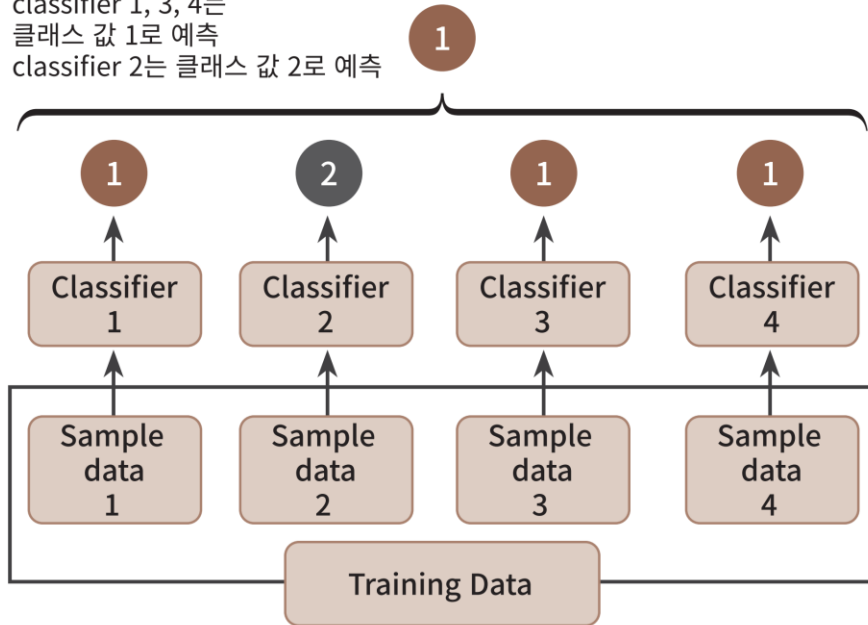 classifier 1, 3, 4는
클래스 값 1로 예측
classifier 2는 클래스 값 2로 예측
1
1
2
1
1
Classifier
1
Classifier
2
Classifier
3
Classifier
4
Sample
data
1
Sample
data
2
Sample
data
3
Sample
data
4
Training Data